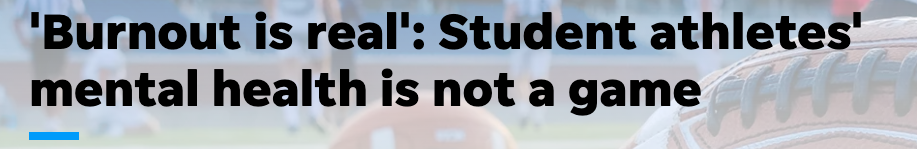 'Burnout is real': Student athletes'
mental health is not a game